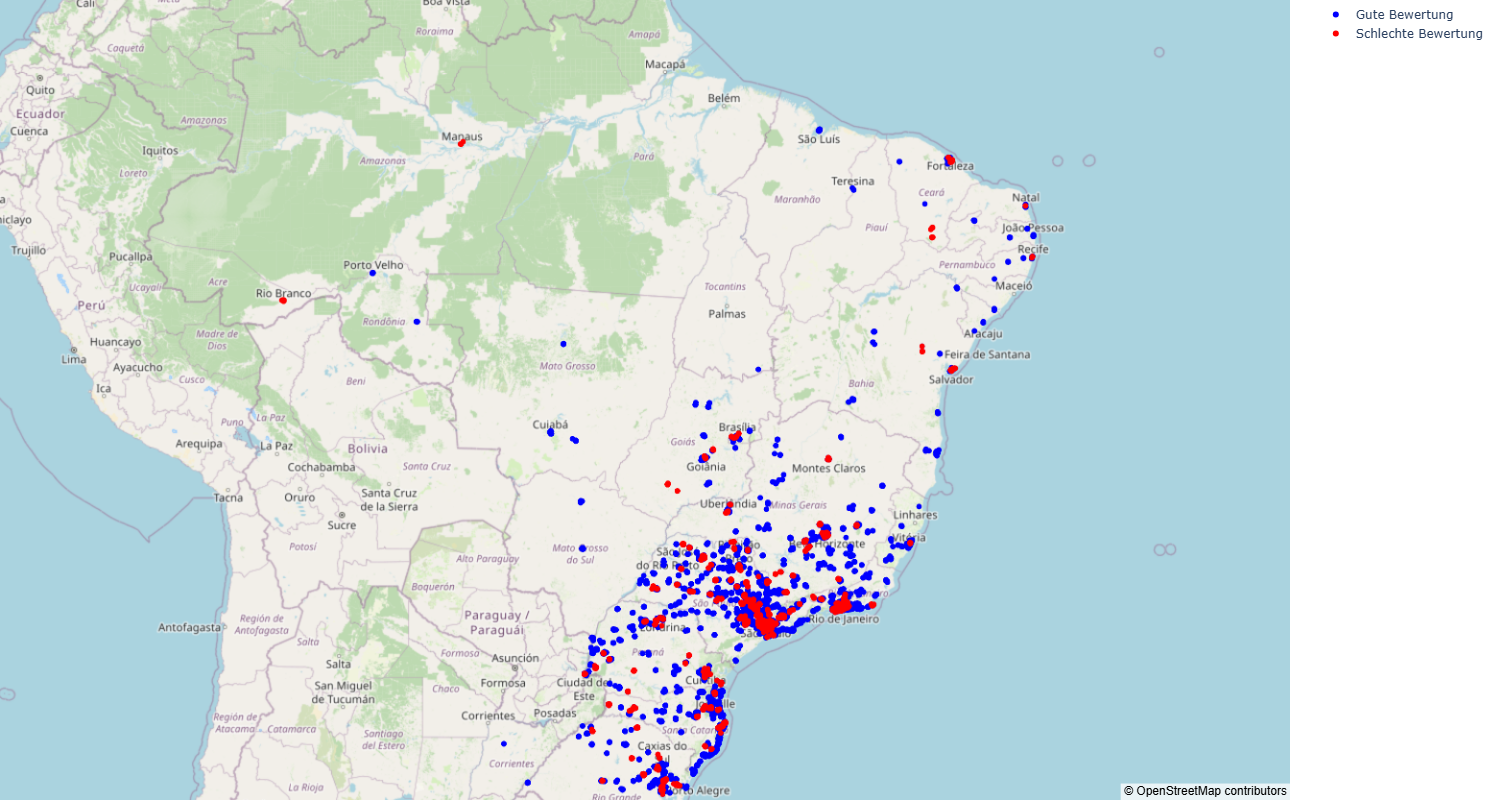 Gute Bewertung
Schlechte Bewertung
Cali
Boa Vista
Roraima
Amapá
Caquetá
Macapá
Quito
Belém
Ecuador
Amazonas
Cuenca
Manaus
São Luís
Iquitos
Amazonas
Pará
Fortaleza
Loreto
Teresina
Ceará
Maranhão
Natal
hiclayo
Piauí
João Pessoa
Trujillo
Pucallpa
Recife
Porto Velho
Pernambuco
Ucayali
Acre
Tocantins
Maceió
Rio Branco
Perú
Palmas
Rondônia
Madre de
Dios
Aracaju
Huancayo
Lima
Feira de Santana
Ayacucho
Mato Grosso
Cusco
Beni
Salvador
Ica
Bahia
La Paz
Puno
Cuiabá
Brasília
Arequipa
La Paz
Bolivia
Goiás
Cochabamba
Santa Cruz
Goiânia
Montes Claros
Tacna
Oruro
Santa Cruz
de la Sierra
Uberlândia
Minas Gerais
Sucre
Linhares
Vitória
Potosí
Mato Grosso
do Sul
Belo Horizonte
Alto Paraguay
São José
do Rio Preto
Boquerón
Paraguay /
Paraguái
Rio de Janeiro
Antofagasta
Región de
Antofagasta
Londrina
São Paulo
Salta
Formosa
Paraná
Salta
Asunción
San Miguel
de Tucumán
Chaco
Formosa
Ciudad del
Este
Curitiba
Joinville
Región de
Atacama
Catamarca
Corrientes
Posadas
Santiago
del Estero
Santa Catarina
Caxias do
Sul
Corrientes
La Rioja
Rio Grande
Porto Alegre
© OpenStreetMap contributors